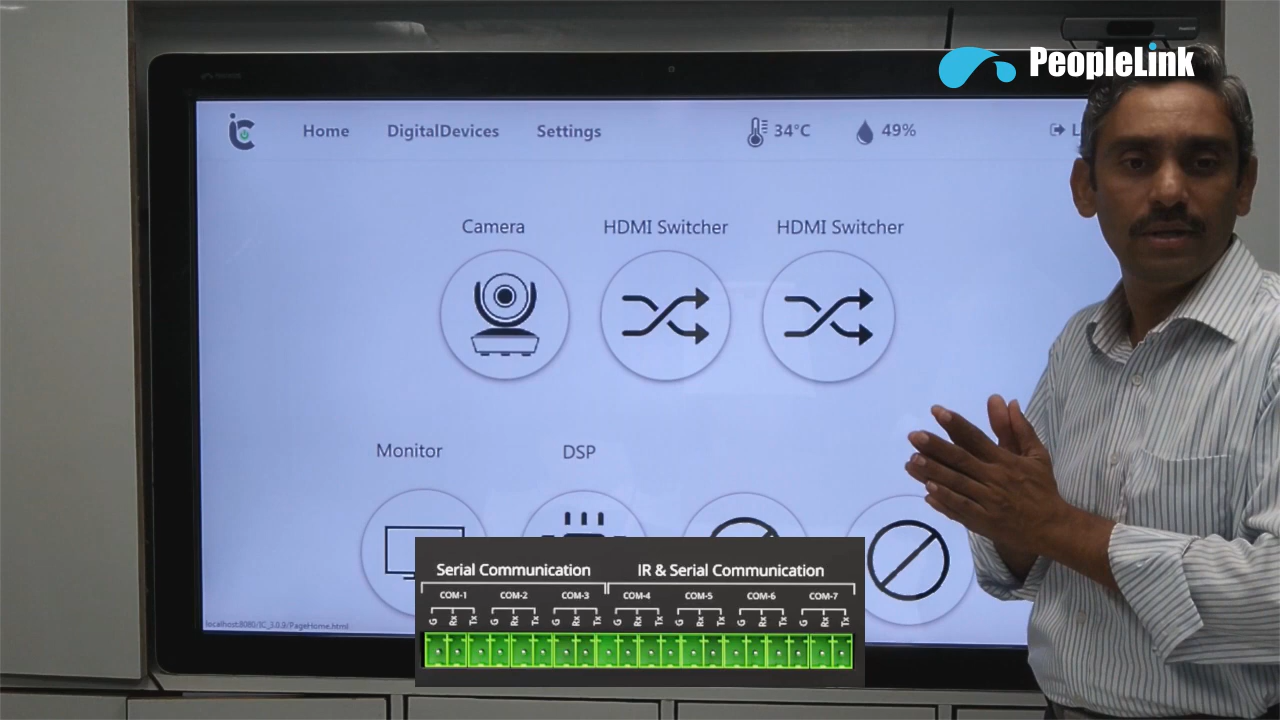 PeopleLink
ic
Home DigitalDevices Settings 34°C 49%
Camera HDMI Switcher HDMI Switcher
Monitor DSP
Serial Communication IR & Serial Communication
COM-1 COM-2 COM-3 COM-4 COM-5 COM-6 COM-7
G Rx Tx G Rx Tx G Rx Tx G Rx Tx G Rx Tx G Rx Tx G Rx Tx
localhost:8080/IC_3.0.9/PageHome.html